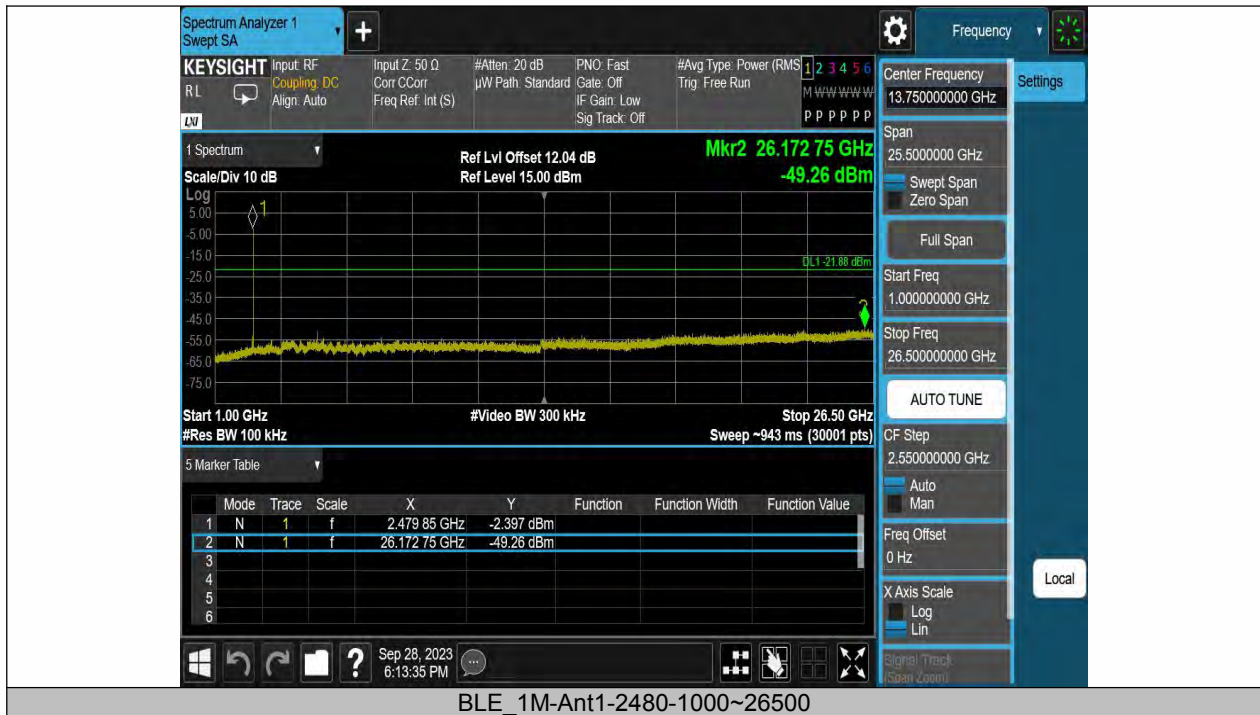 Spectrum Analyzer 1
Swept SA
+
Frequency
KEYSIGHT
RL
LXI
Input: RF
Coupling: DC
Align: Auto
Input Z: 50 Ω
Corr CCorr
Freq Ref: Int (S)
#Atten: 20 dB
µW Path: Standard
PNO: Fast
Gate: Off
IF Gain: Low
Sig Track: Off
#Avg Type: Power (RMS
Trig: Free Run
1 2 3 4 5 6
M W W W W W
P P P P P P
1 Spectrum
Scale/Div 10 dB
Ref Lvl Offset 12.04 dB
Ref Level 15.00 dBm
Mkr2 26.172 75 GHz
-49.26 dBm
Log
5.00
-5.00
-15.0
-25.0
-35.0
-45.0
-55.0
-65.0
-75.0
1
DL1 -21.88 dBm
Start 1.00 GHz
#Video BW 300 kHz
Stop 26.50 GHz
#Res BW 100 kHz
Sweep ~943 ms (30001 pts)
5 Marker Table
Mode Trace Scale X Y Function Function Width Function Value
1 N 1 f 2.479 85 GHz -2.397 dBm
2 N 1 f 26.172 75 GHz -49.26 dBm
3
4
5
6
Sep 28, 2023
6:13:35 PM
Center Frequency
13.750000000 GHz
Settings
Span
25.5000000 GHz
Swept Span
Zero Span
Full Span
Start Freq
1.000000000 GHz
Stop Freq
26.500000000 GHz
AUTO TUNE
CF Step
2.550000000 GHz
Auto
Man
Freq Offset
0 Hz
X Axis Scale
Log
Lin
Signal Track
(Span Zoom)
Local
BLE_1M-Ant1-2480-1000~26500